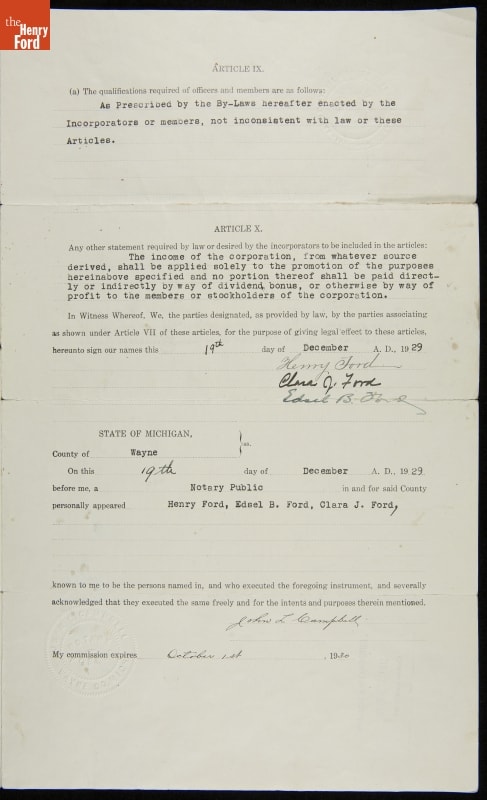 the
Henry
Ford
ARTICLE IX.
(a) The qualifications required of officers and members are as follows:
As Prescribed by the By-Laws hereafter enacted by the
Incorporators or members, not inconsistent with law or these
Articles.
ARTICLE X.
Any other statement required by law or desired by the incorporators to be included in the articles:
The income of the corporation, from whatever source
derived, shall be applied solely to the promotion of the purposes
hereinabove specified and no portion thereof shall be paid direct-
ly or indirectly by way of dividend, bonus, or otherwise by way of
profit to the members or stockholders of the corporation.
In Witness Whereof, We, the parties designated, as provided by law, by the parties associating
as shown under Article VII of these articles, for the purpose of giving legal effect to these articles,
hereunto sign our names this 19th day of December A. D., 1929
Henry Ford
Clara J Ford
Edsel B. Ford
STATE OF MICHIGAN,
ss.
County of Wayne
On this 19th day of December A. D., 1929
before me, a Notary Public in and for said County
personally appeared Henry Ford, Edsel B. Ford, Clara J. Ford,
known to me to be the persons named in, and who executed the foregoing instrument, and severally
acknowledged that they executed the same freely and for the intents and purposes therein mentioned.
John L Campbell
My commission expires October 1st, 1930